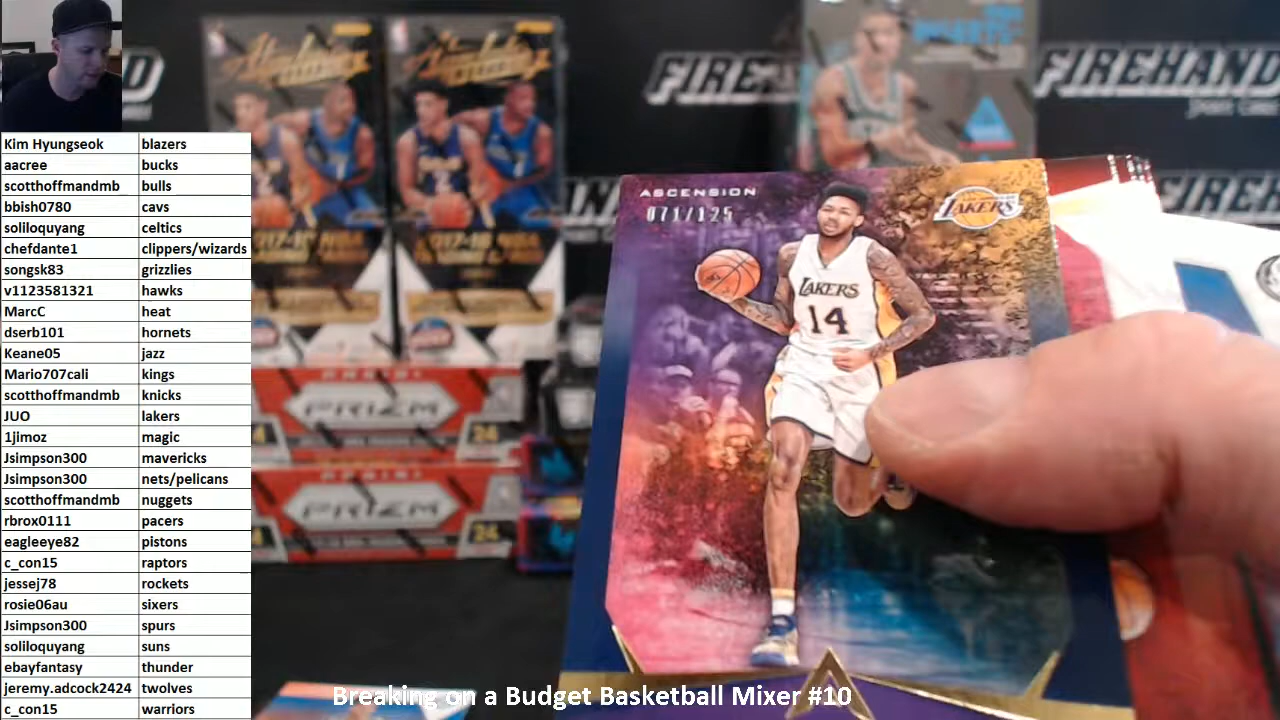 Kim Hyungseok blazers
aacree bucks
scotthoffmandmb bulls
bbish0780 cavs
soliloquyang celtics
chefdante1 clippers/wizards
songsk83 grizzlies
v1123581321 hawks
MarcC heat
dserb101 hornets
Keane05 jazz
Mario707cali kings
scotthoffmandmb knicks
JUO lakers
1jimoz magic
Jsimpson300 mavericks
Jsimpson300 nets/pelicans
scotthoffmandmb nuggets
rbrox0111 pacers
eagleeye82 pistons
c_con15 raptors
jessej78 rockets
rosie06au sixers
Jsimpson300 spurs
soliloquyang suns
ebayfantasy thunder
jeremy.adcock2424 twolves
c_con15 warriors
FIREHAND
ASCENSION
071/125
LAKERS
LAKERS
14
PRIZM
24
PRIZM
24
Breaking on a Budget Basketball Mixer #10